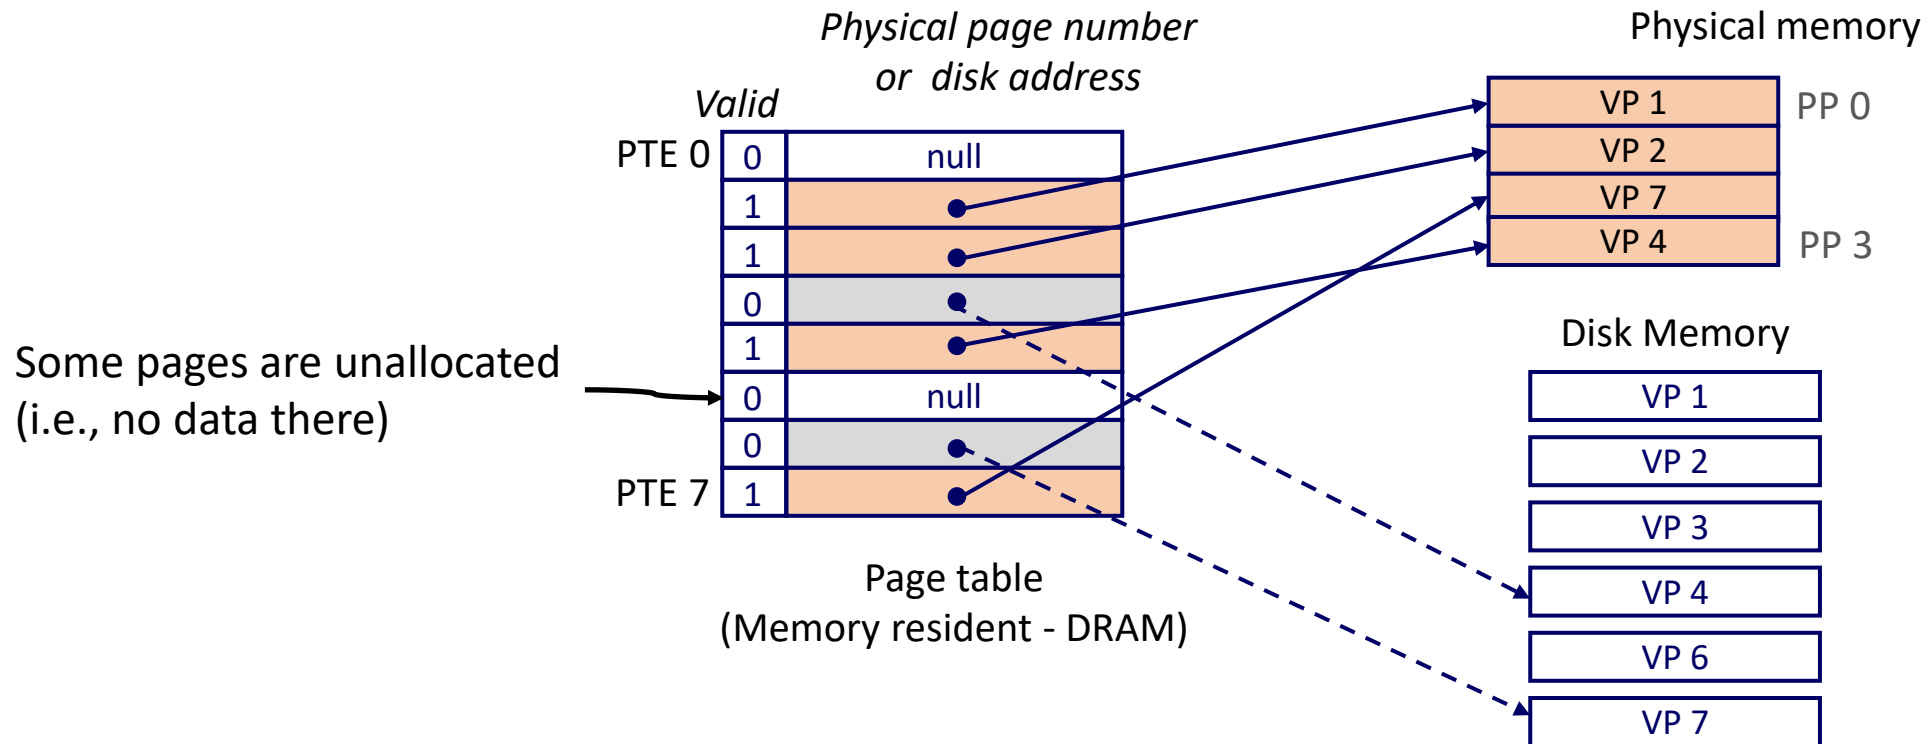 Physical page number
or disk address
Physical memory
Valid
VP 1
PP 0
PTE 0
0
null
VP 2
1
VP 7
1
VP 4
PP 3
0
Disk Memory
1
Some pages are unallocated
(i.e., no data there)
0
null
VP 1
0
VP 2
PTE 7
1
VP 3
Page table
(Memory resident - DRAM)
VP 4
VP 6
VP 7